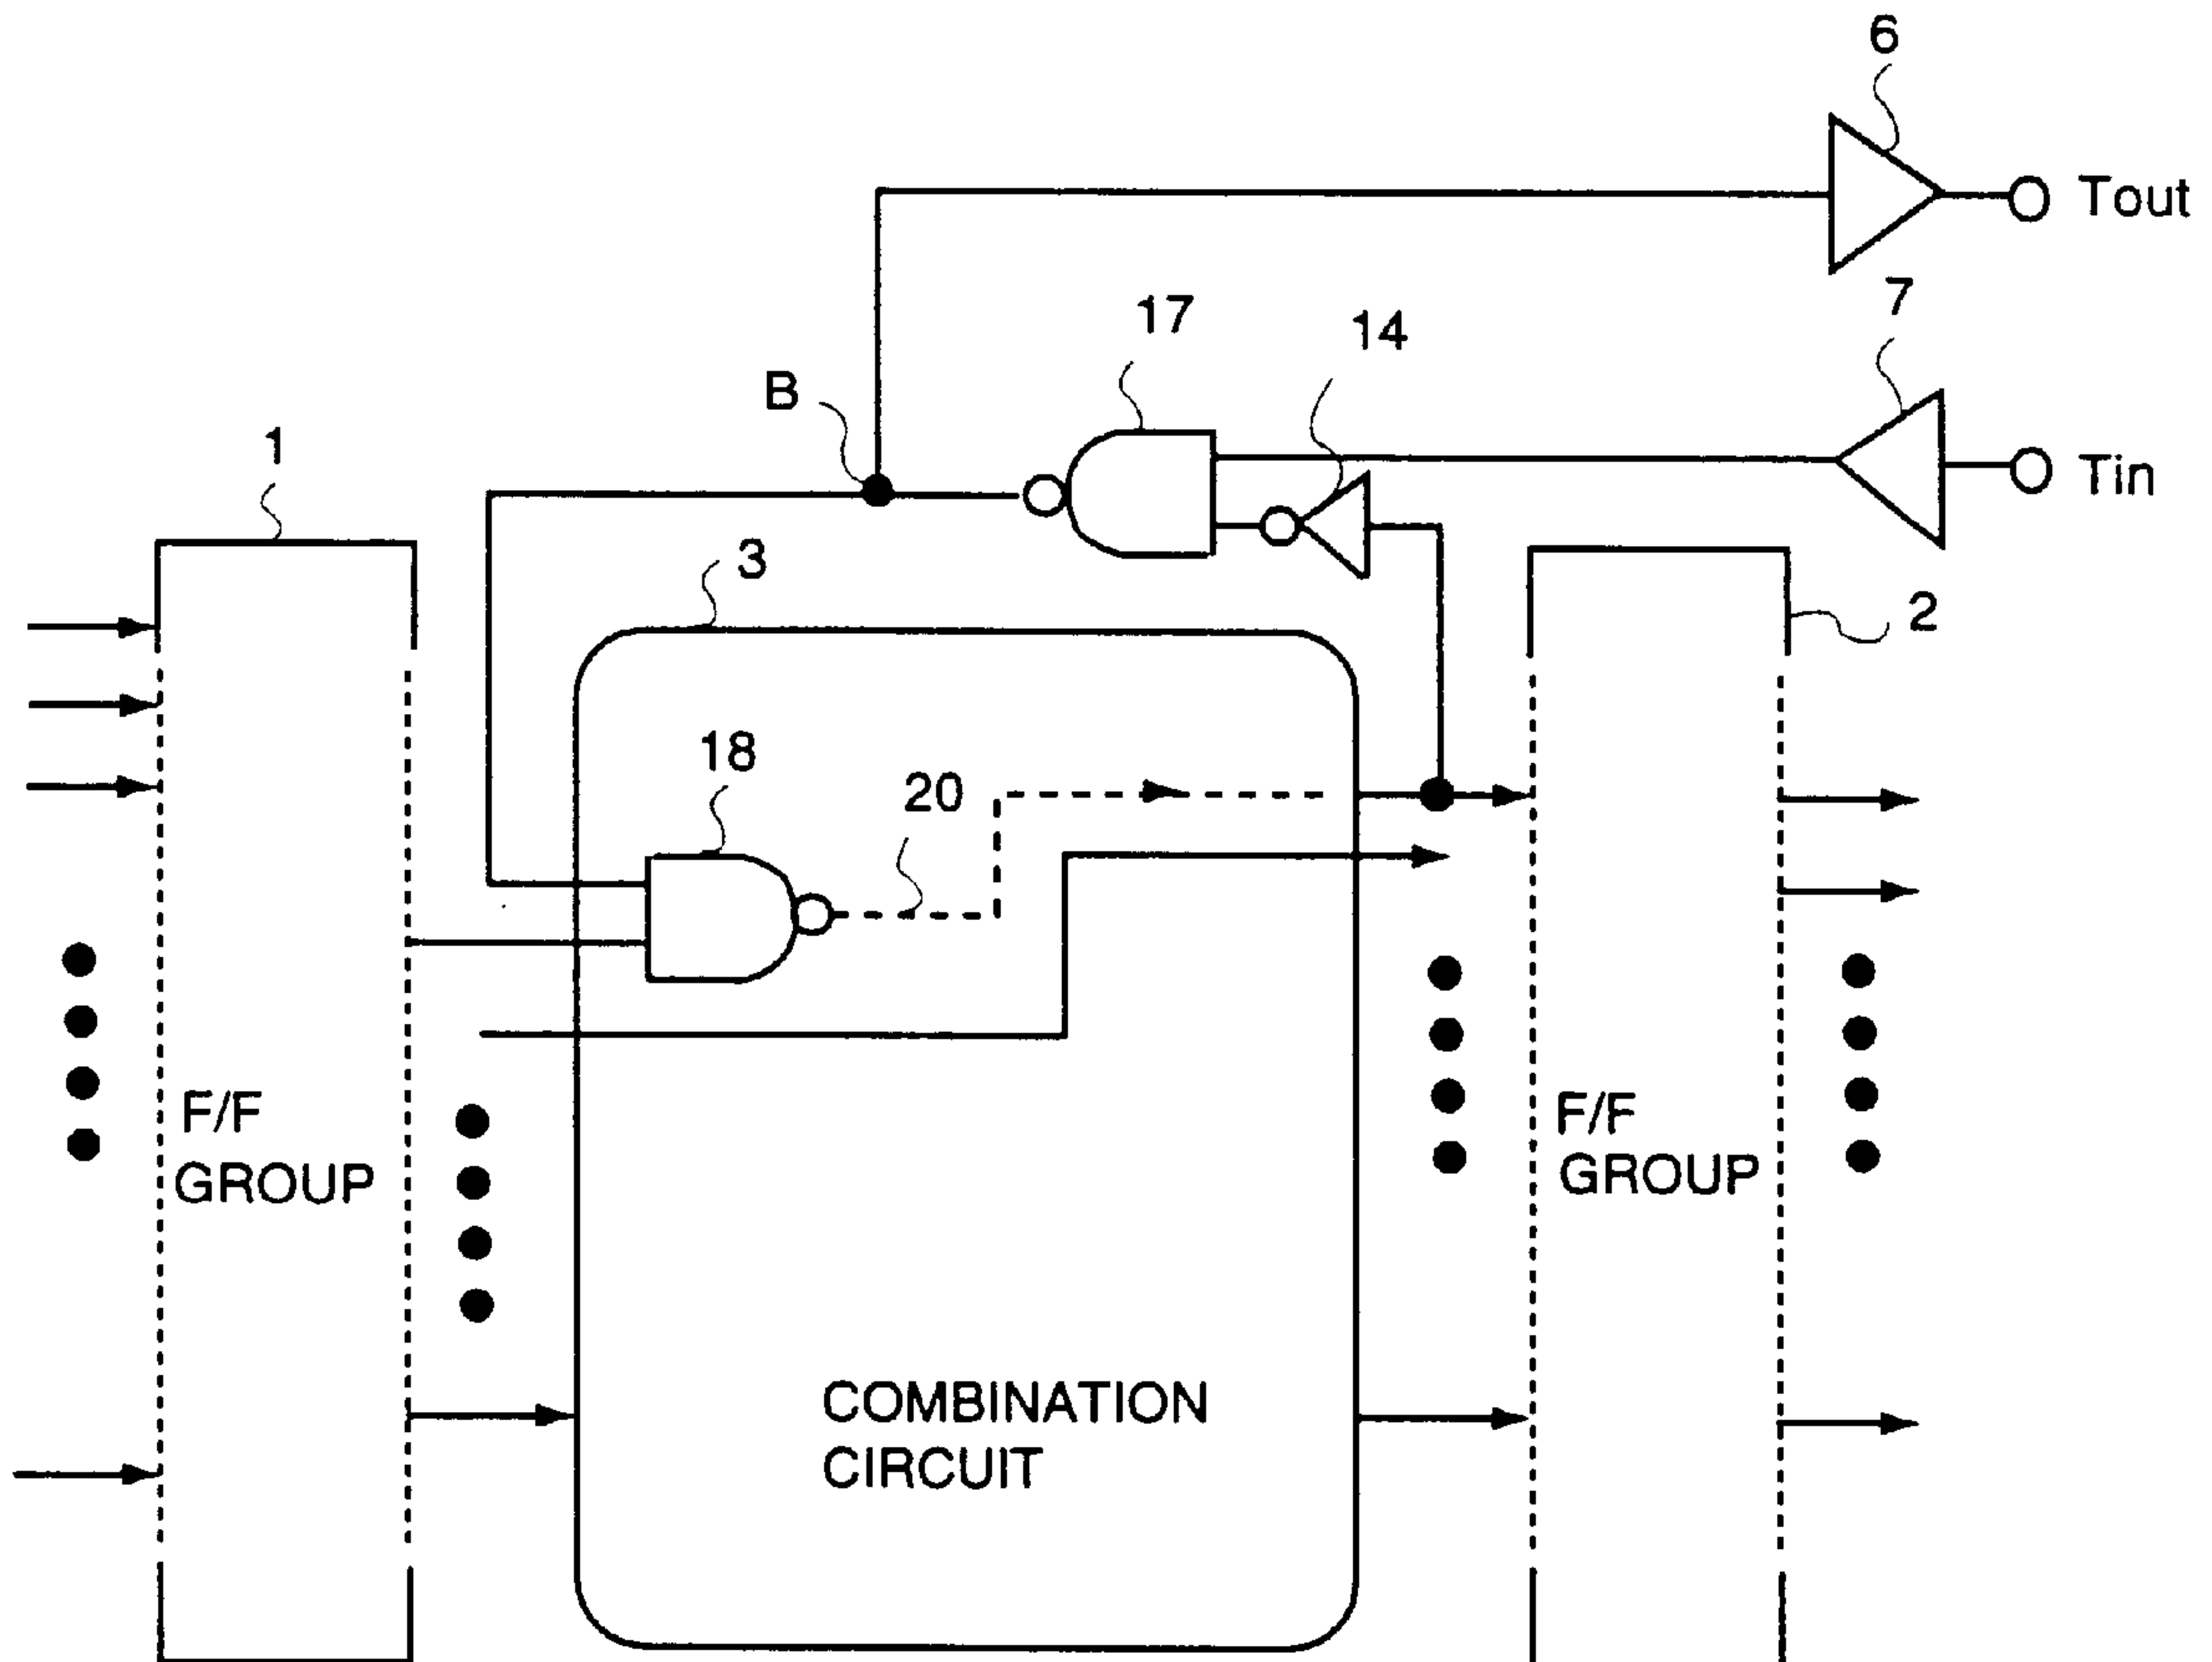 6
Tout
7
17
14
B
Tin
1
3
2
18
20
F/F
GROUP
F/F
GROUP
COMBINATION
CIRCUIT